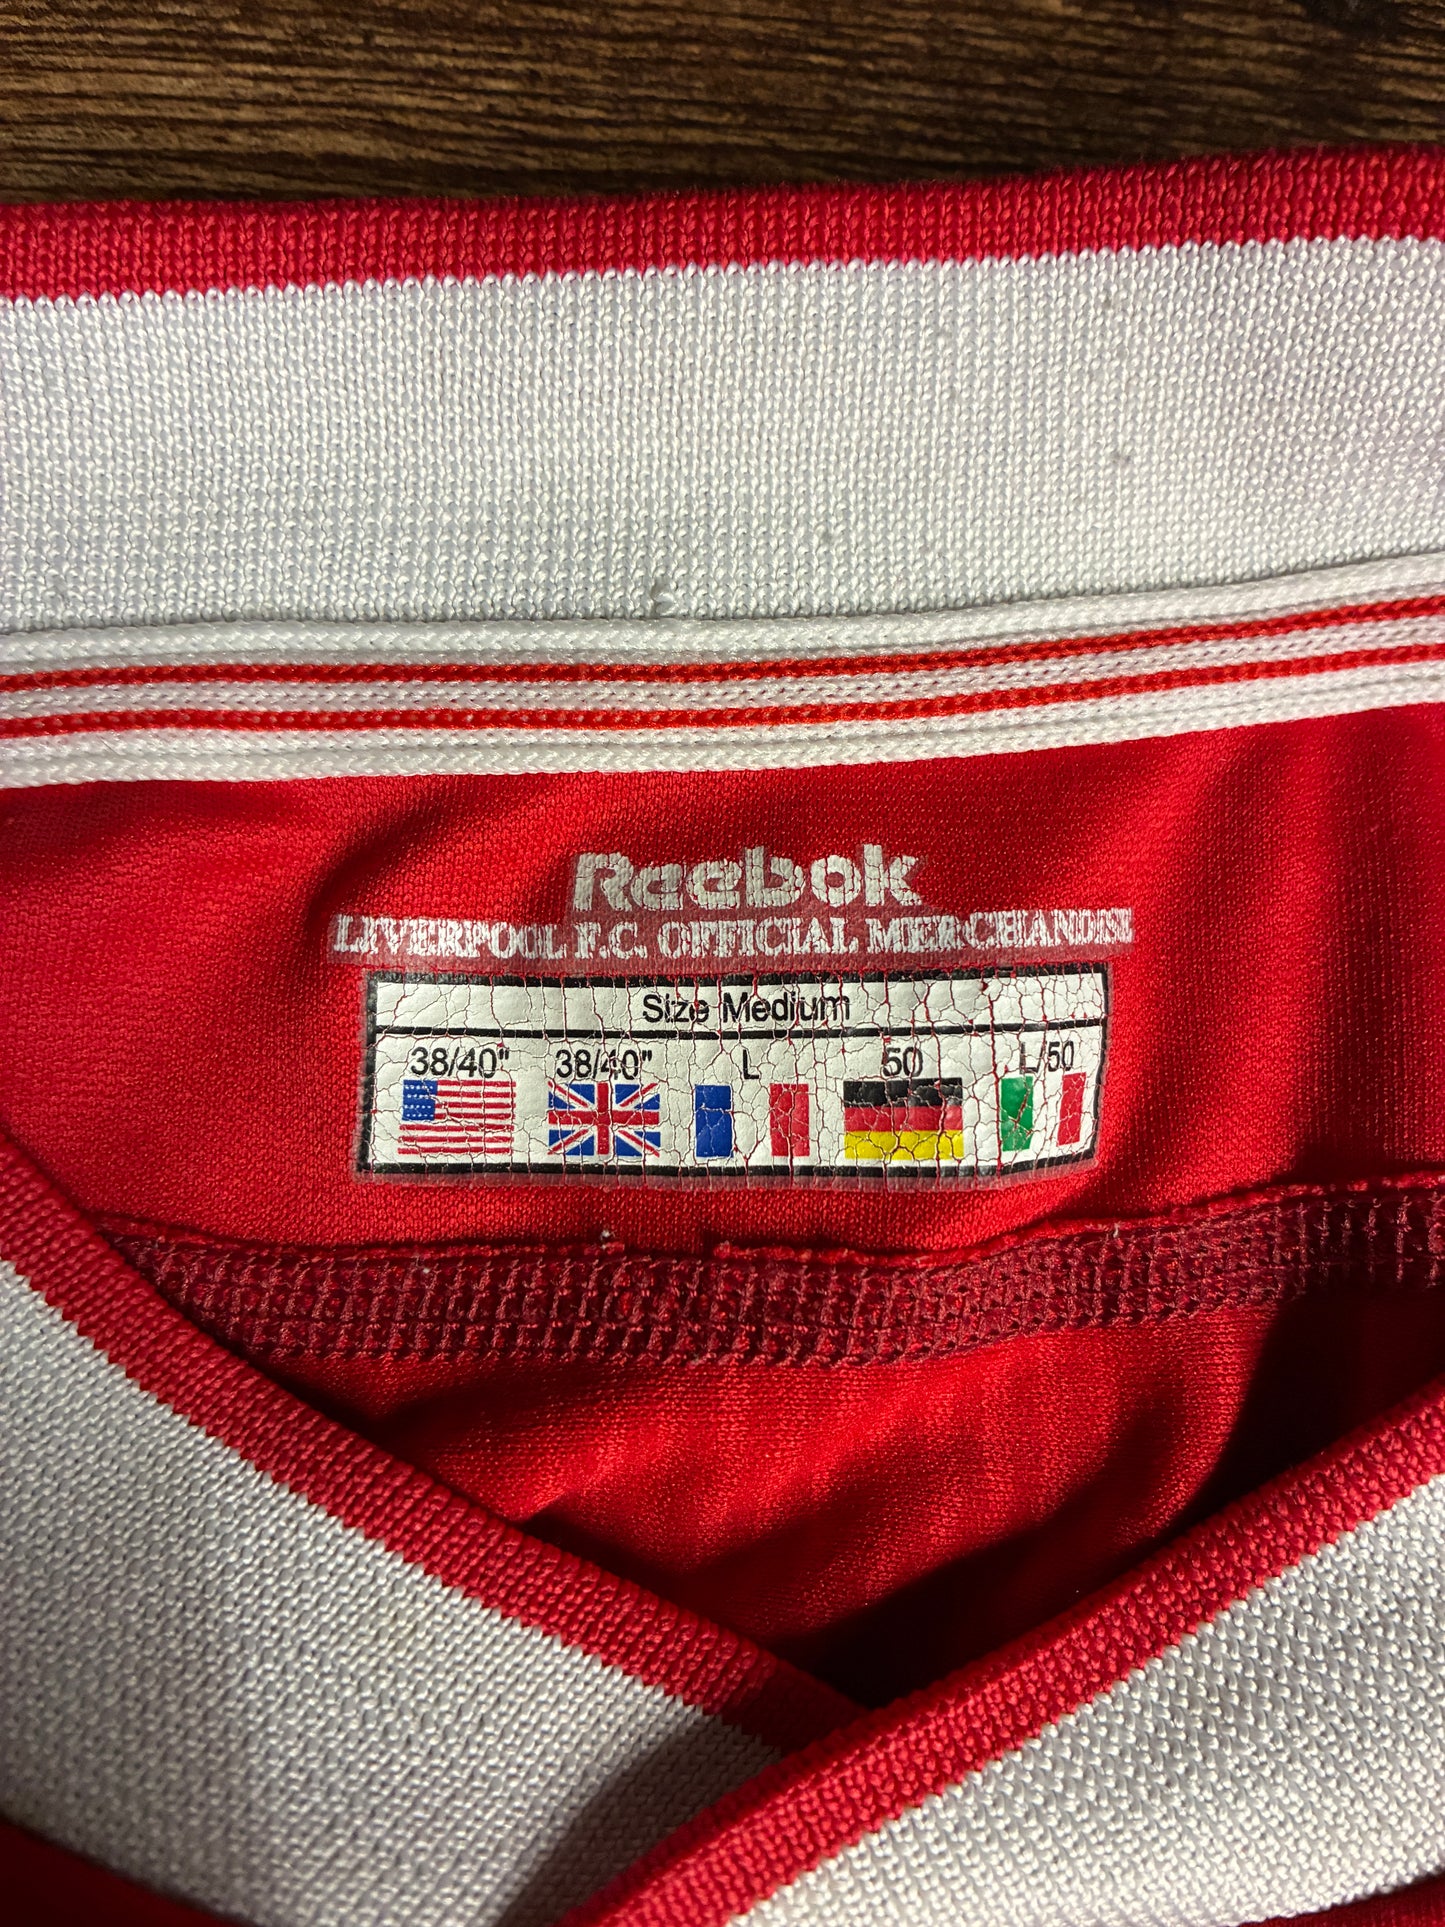 Reebok
LIVERPOOL F.C. OFFICIAL MERCHANDISE
Size Medium
38/40" 38/40" L 50 L/50